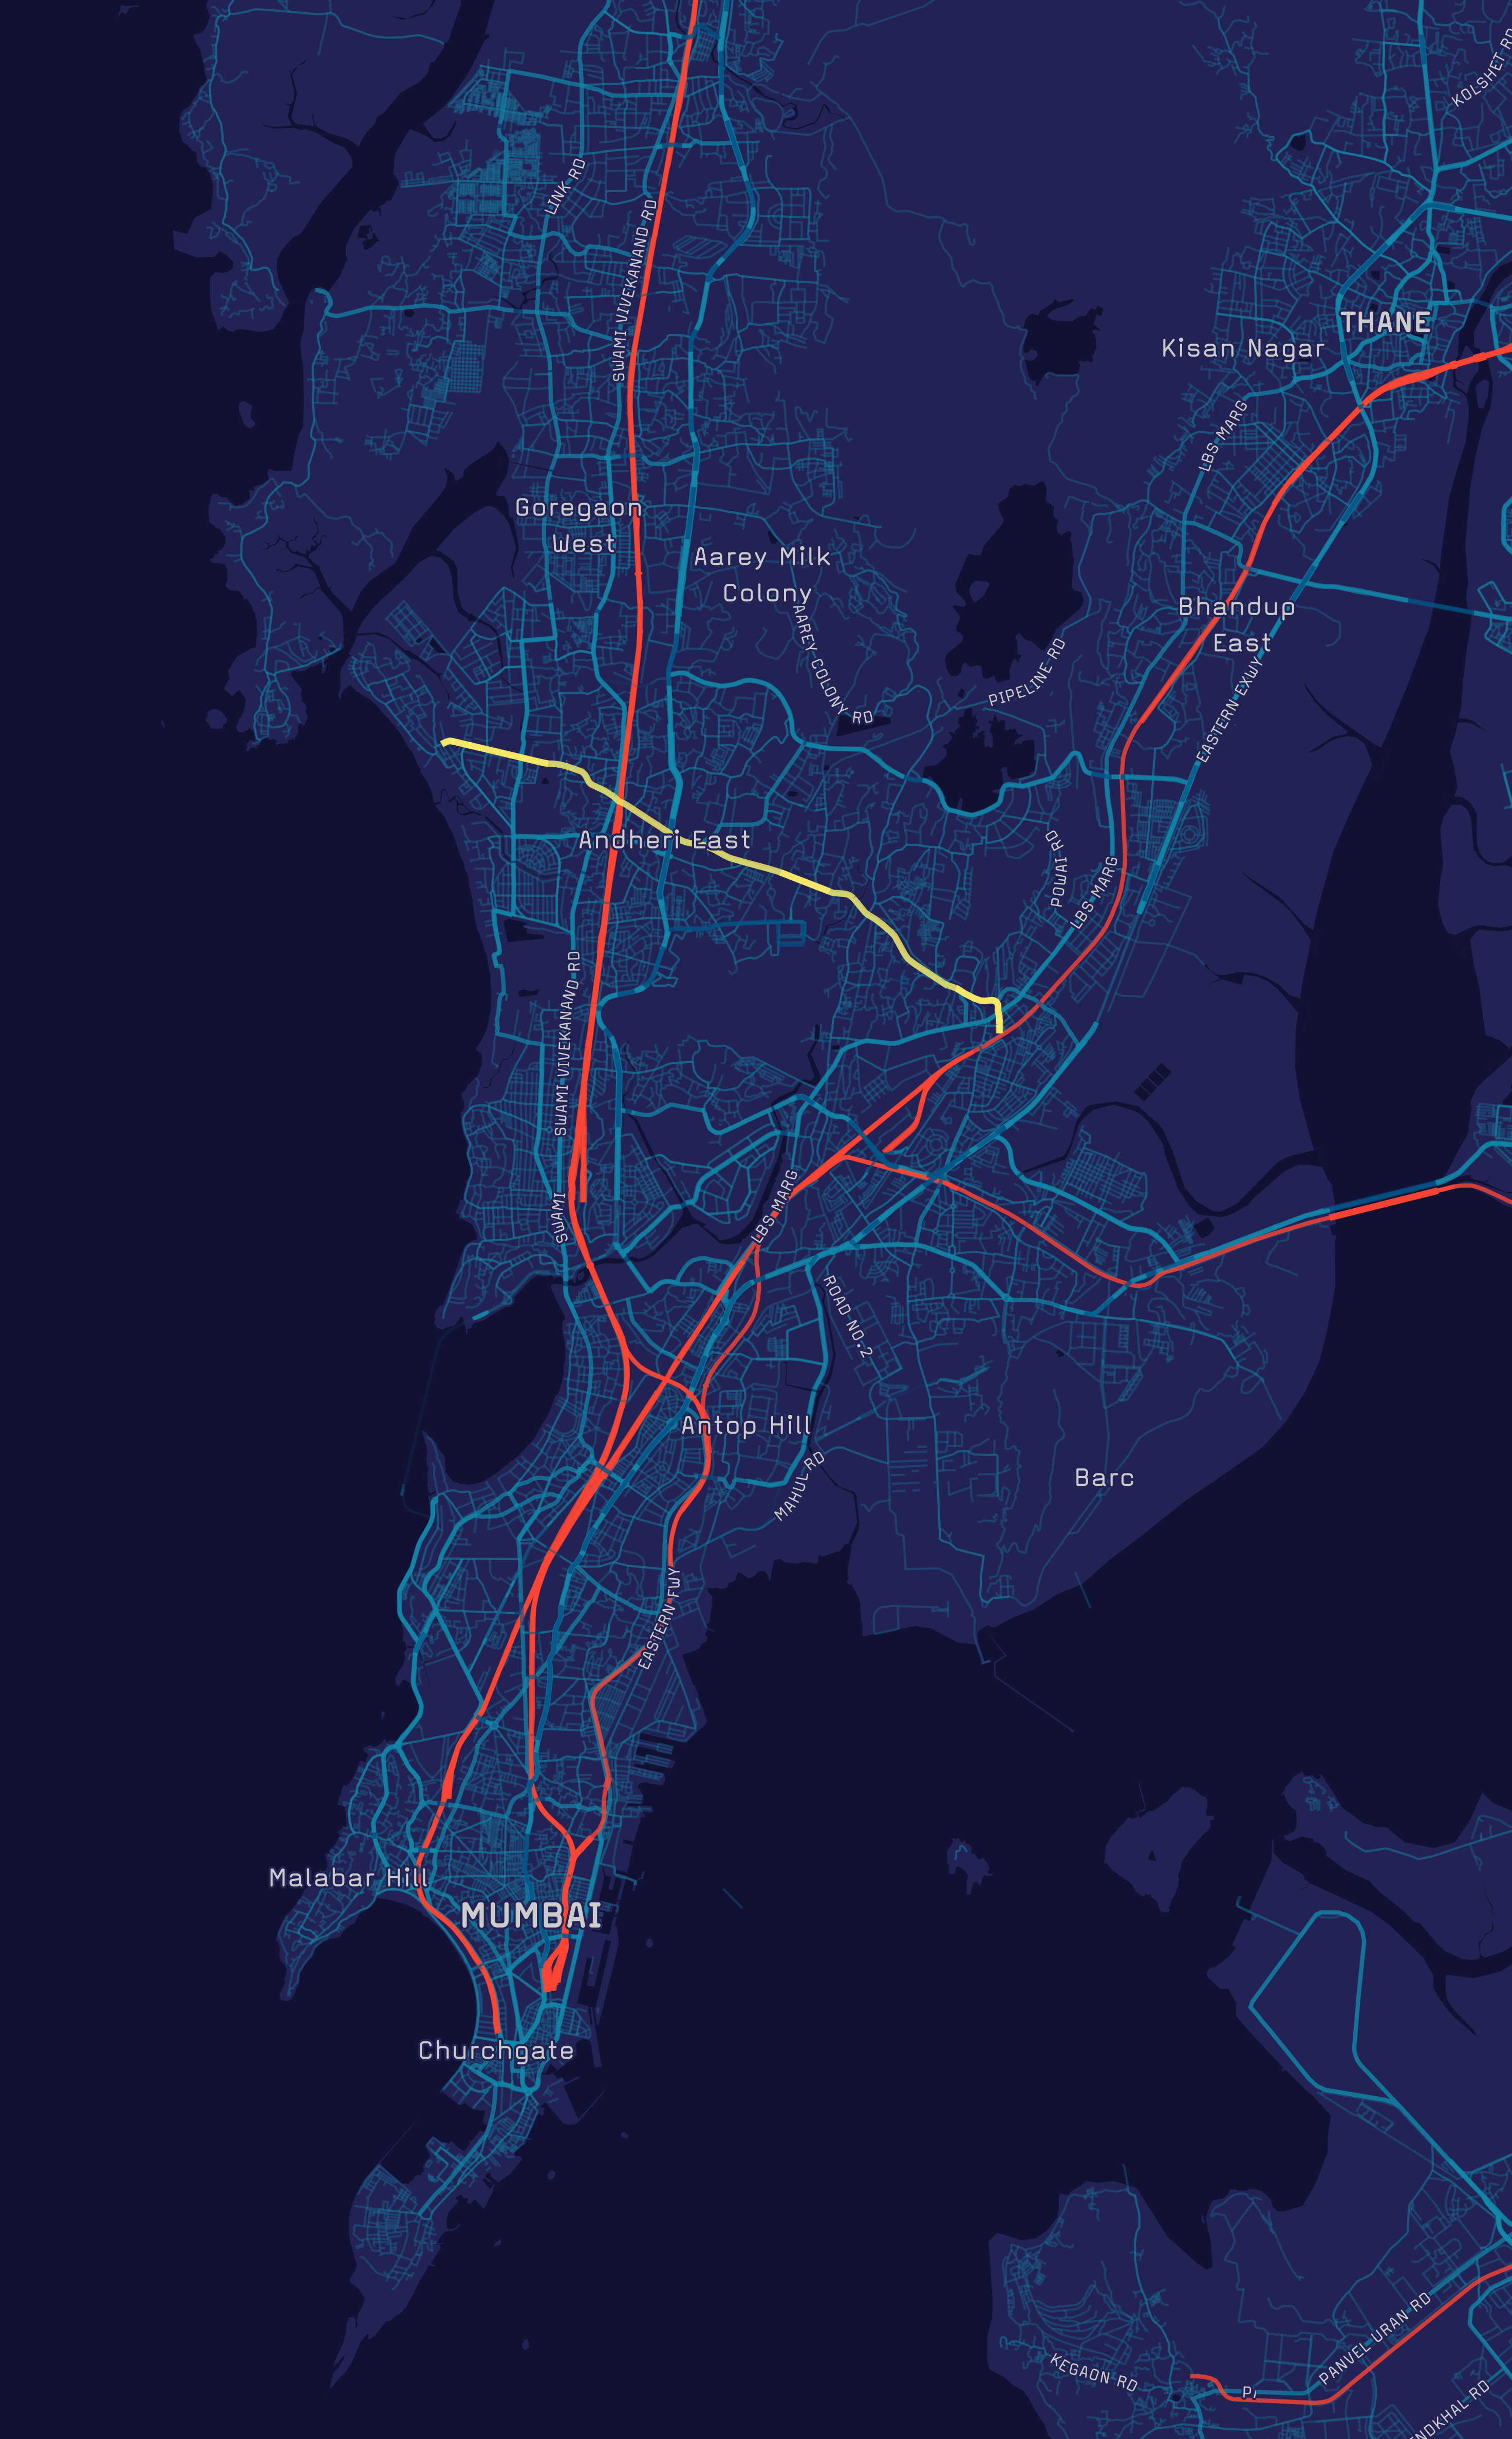 KOLSHET RD
LINK RD
SWAMI VIVEKANAND RD
THANE
Kisan Nagar
LBS MARG
Goregaon
West
Aarey Milk
Colony
AAREY COLONY RD
Bhandup
East
PIPELINE RD
EASTERN EXWY
Andheri East
POWAI RD
LBS MARG
SWAMI VIVEKANAND RD
SWAMI
LBS MARG
ROAD NO.2
Antop Hill
MAHUL RD
Barc
EASTERN FWY
Malabar Hill
MUMBAI
Churchgate
PANVEL URAN RD
KEGAON RD